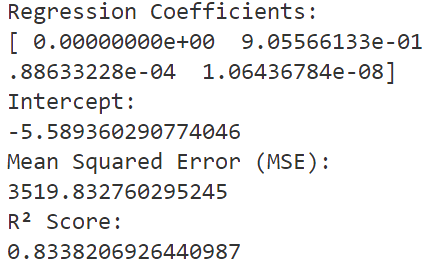 Regression Coefficients:
[ 0.00000000e+00  9.05566133e-01
.88633228e-04  1.06436784e-08]
Intercept:
-5.589360290774046
Mean Squared Error (MSE):
3519.832760295245
R² Score:
0.8338206926440987